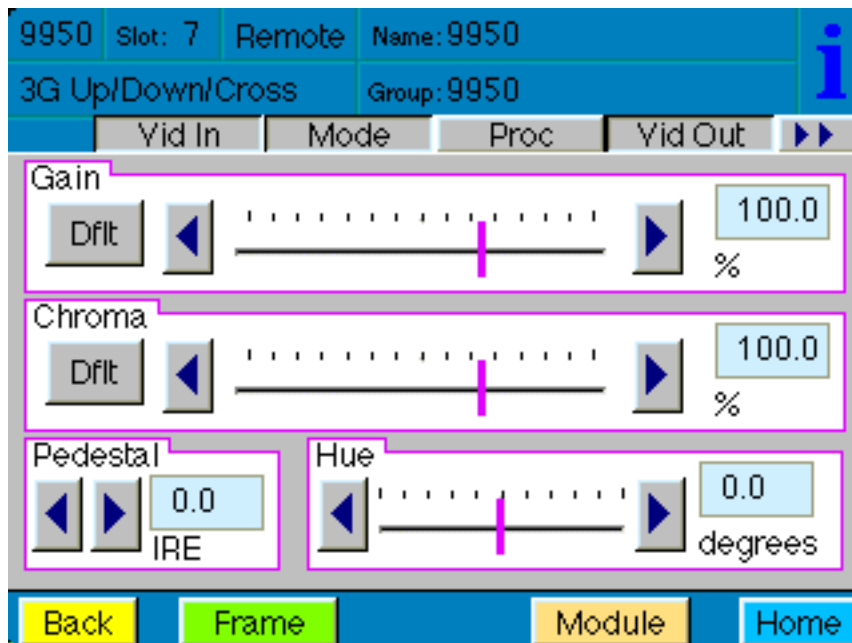 9950 Slot: 7 Remote Name:9950
3G Up/Down/Cross Group:9950
i
Vid In Mode Proc Vid Out
Gain
Dflt 100.0
%
Chroma
Dflt 100.0
%
Pedestal Hue
0.0 0.0
IRE degrees
Back Frame Module Home